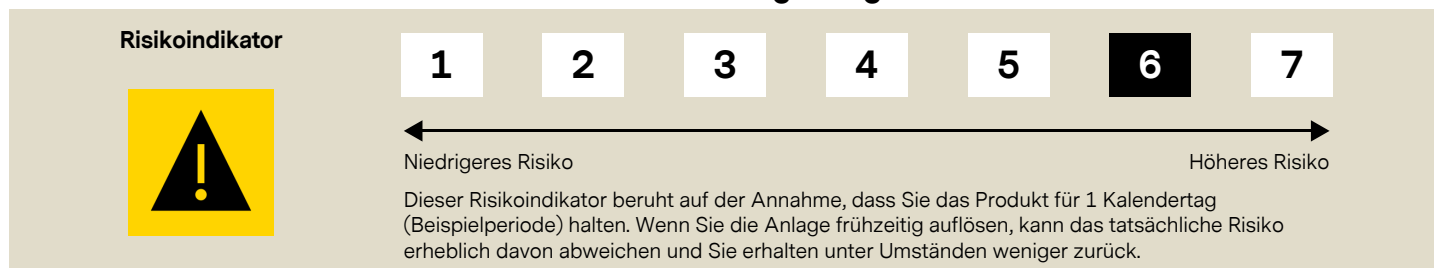 Risikoindikator
1 2 3 4 5 6 7
Niedrigeres Risiko Höheres Risiko
Dieser Risikoindikator beruht auf der Annahme, dass Sie das Produkt für 1 Kalendertag
(Beispielperiode) halten. Wenn Sie die Anlage frühzeitig auflösen, kann das tatsächliche Risiko
erheblich davon abweichen und Sie erhalten unter Umständen weniger zurück.